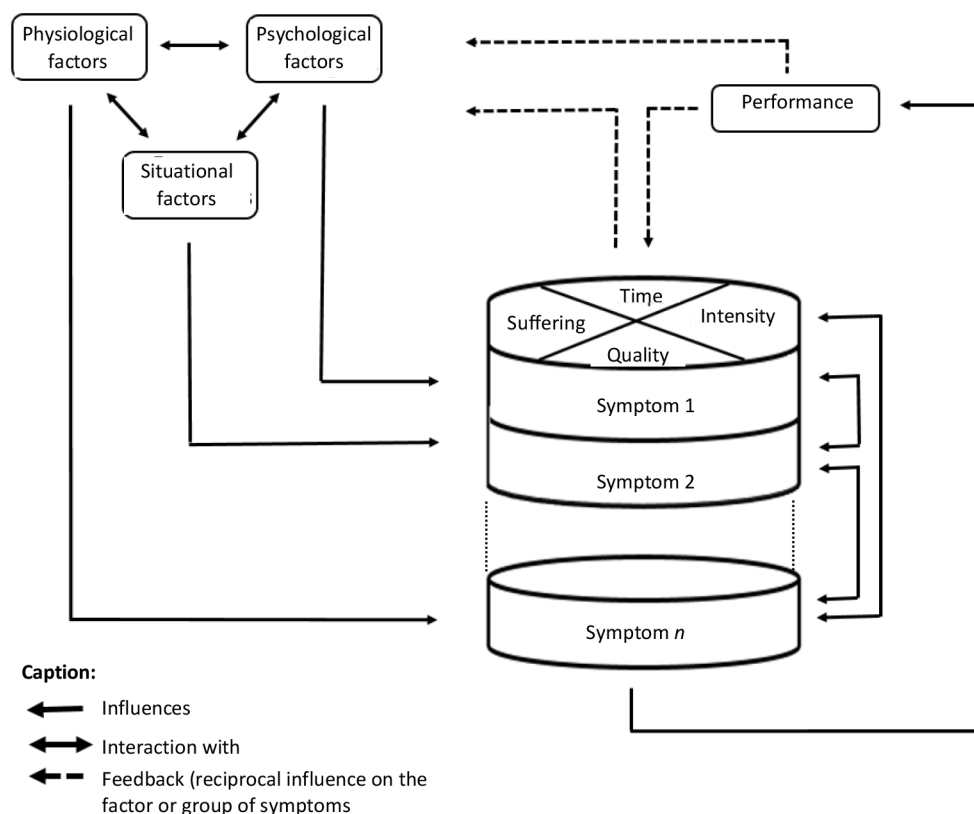 Physiological
factors
Psychological
factors
Situational
factors
Performance
Time
Suffering
Intensity
Quality
Symptom 1
Symptom 2
Symptom n
Caption:
Influences
Interaction with
Feedback (reciprocal influence on the
factor or group of symptoms